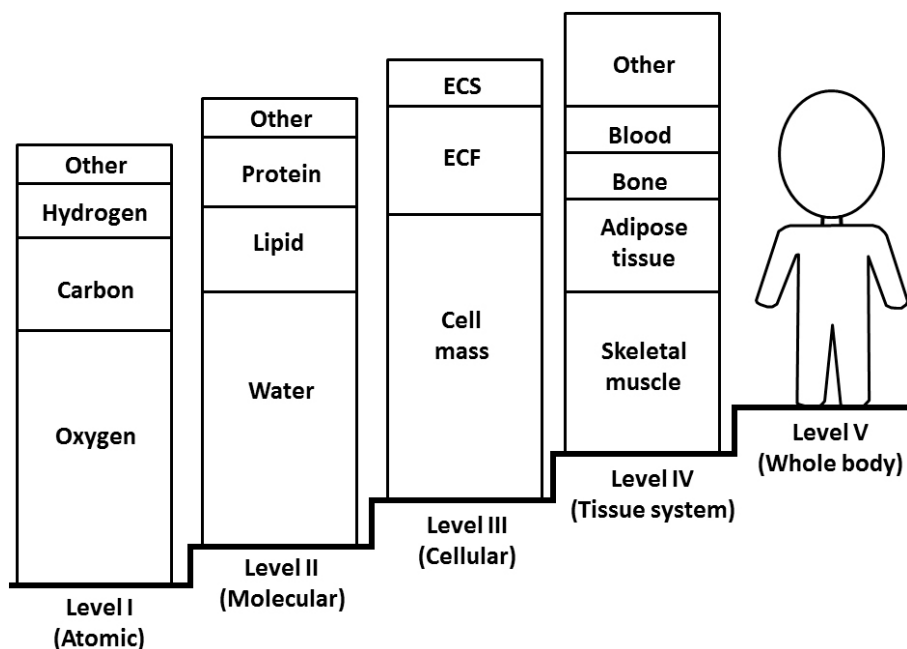 Other
Hydrogen
Carbon
Oxygen
Level I
(Atomic)
Other
Protein
Lipid
Water
Level II
(Molecular)
ECS
ECF
Cell
mass
Level III
(Cellular)
Other
Blood
Bone
Adipose
tissue
Skeletal
muscle
Level IV
(Tissue system)
Level V
(Whole body)